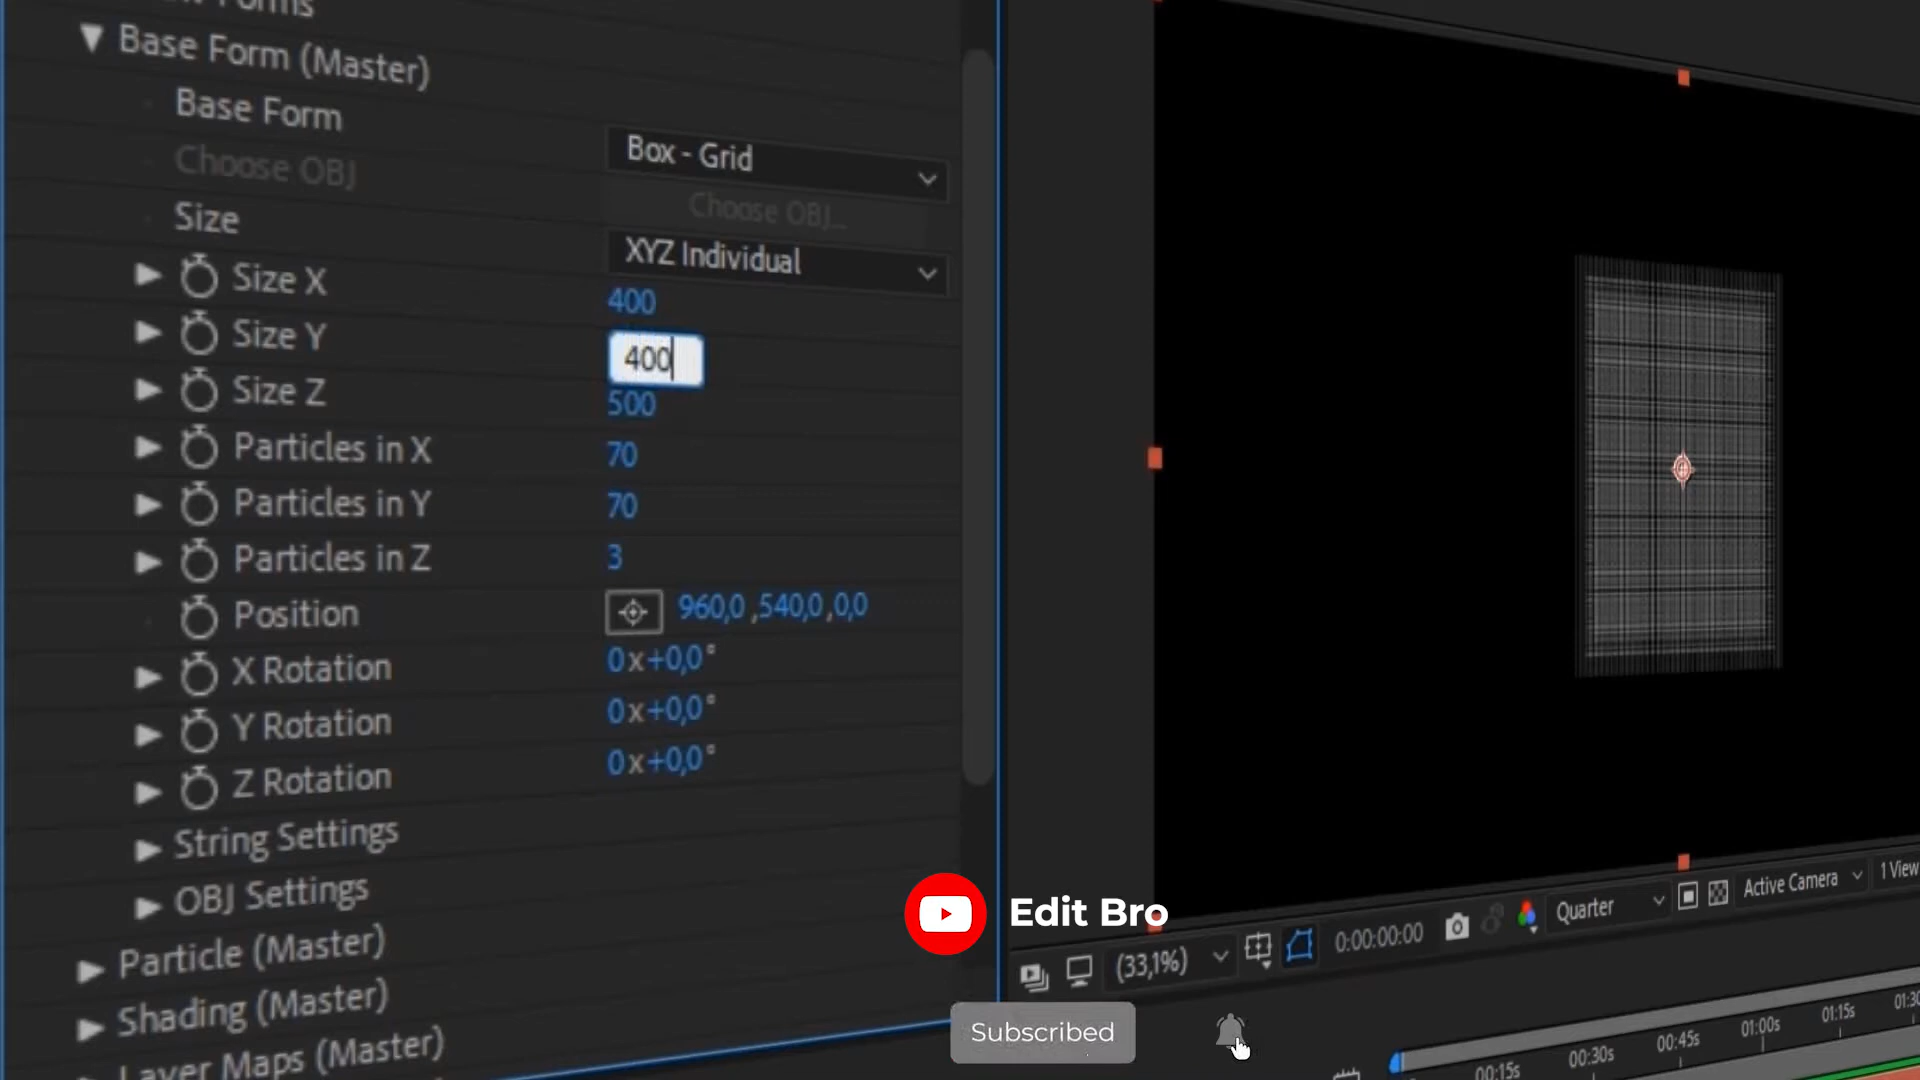 Forms
Base Form (Master)
Base Form
Box - Grid
Choose OBJ
Choose OBJ...
Size
XYZ Individual
Size X
400
Size Y
400
Size Z
500
Particles in X
70
Particles in Y
70
Particles in Z
3
Position
960,0 ,540,0 ,0,0
X Rotation
0 x +0,0°
Y Rotation
0 x +0,0°
Z Rotation
0 x +0,0°
String Settings
OBJ Settings
Particle (Master)
Shading (Master)
Layer Maps (Master)
Edit Bro
Subscribed
(33,1%)
0:00:00:00
Quarter
Active Camera
1 View
00:15s
00:30s
00:45s
01:00s
01:15s